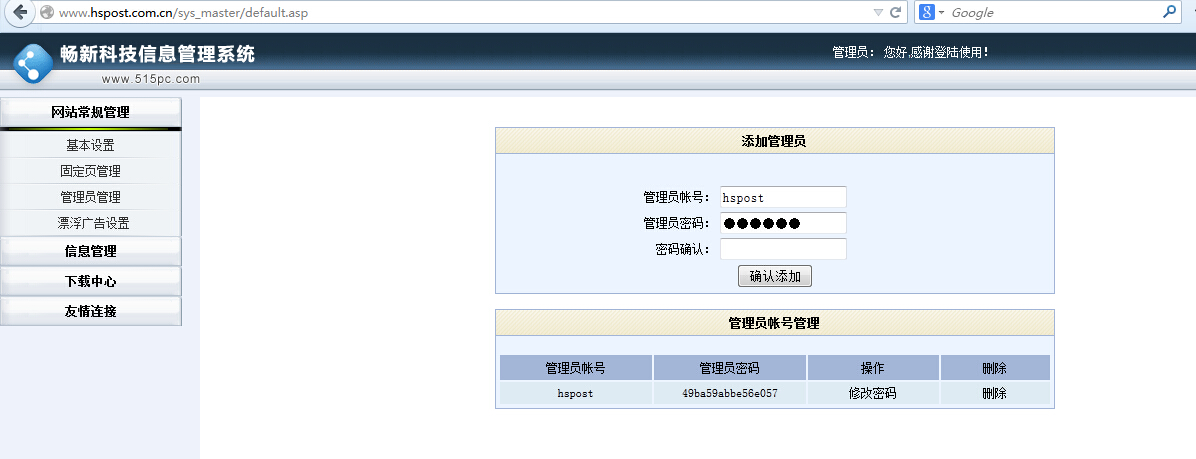 www.hspost.com.cn/sys_master/default.asp
Google
畅新科技信息管理系统
管理员： 您好,感谢登陆使用！
www.515pc.com
网站常规管理
基本设置
固定页管理
管理员管理
漂浮广告设置
信息管理
下载中心
友情连接
添加管理员
管理员帐号： hspost
管理员密码： ●●●●●●
密码确认：
确认添加
管理员帐号管理
管理员帐号 管理员密码 操作 删除
hspost 49ba59abbe56e057 修改密码 删除